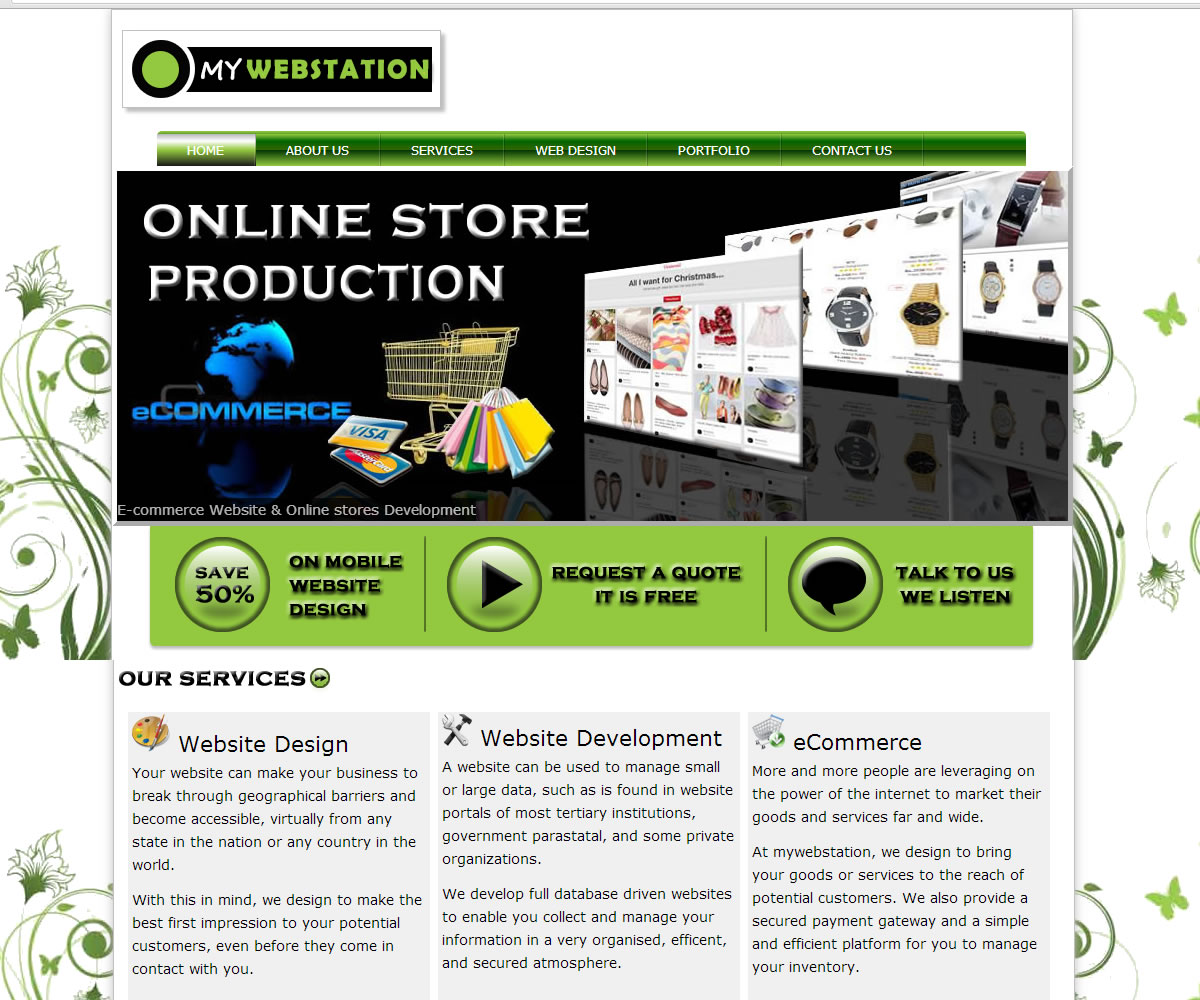 MY WEBSTATION
HOME ABOUT US SERVICES WEB DESIGN PORTFOLIO CONTACT US
ONLINE STORE
PRODUCTION
eCOMMERCE
VISA
MasterCard
All I want for Christmas...
E-commerce Website & Online stores Development
SAVE
50%
ON MOBILE
WEBSITE
DESIGN
REQUEST A QUOTE
IT IS FREE
TALK TO US
WE LISTEN
OUR SERVICES
Website Design
Your website can make your business to
break through geographical barriers and
become accessible, virtually from any
state in the nation or any country in the
world.
With this in mind, we design to make the
best first impression to your potential
customers, even before they come in
contact with you.
Website Development
A website can be used to manage small
or large data, such as is found in website
portals of most tertiary institutions,
government parastatal, and some private
organizations.
We develop full database driven websites
to enable you collect and manage your
information in a very organised, efficent,
and secured atmosphere.
eCommerce
More and more people are leveraging on
the power of the internet to market their
goods and services far and wide.
At mywebstation, we design to bring
your goods or services to the reach of
potential customers. We also provide a
secured payment gateway and a simple
and efficient platform for you to manage
your inventory.